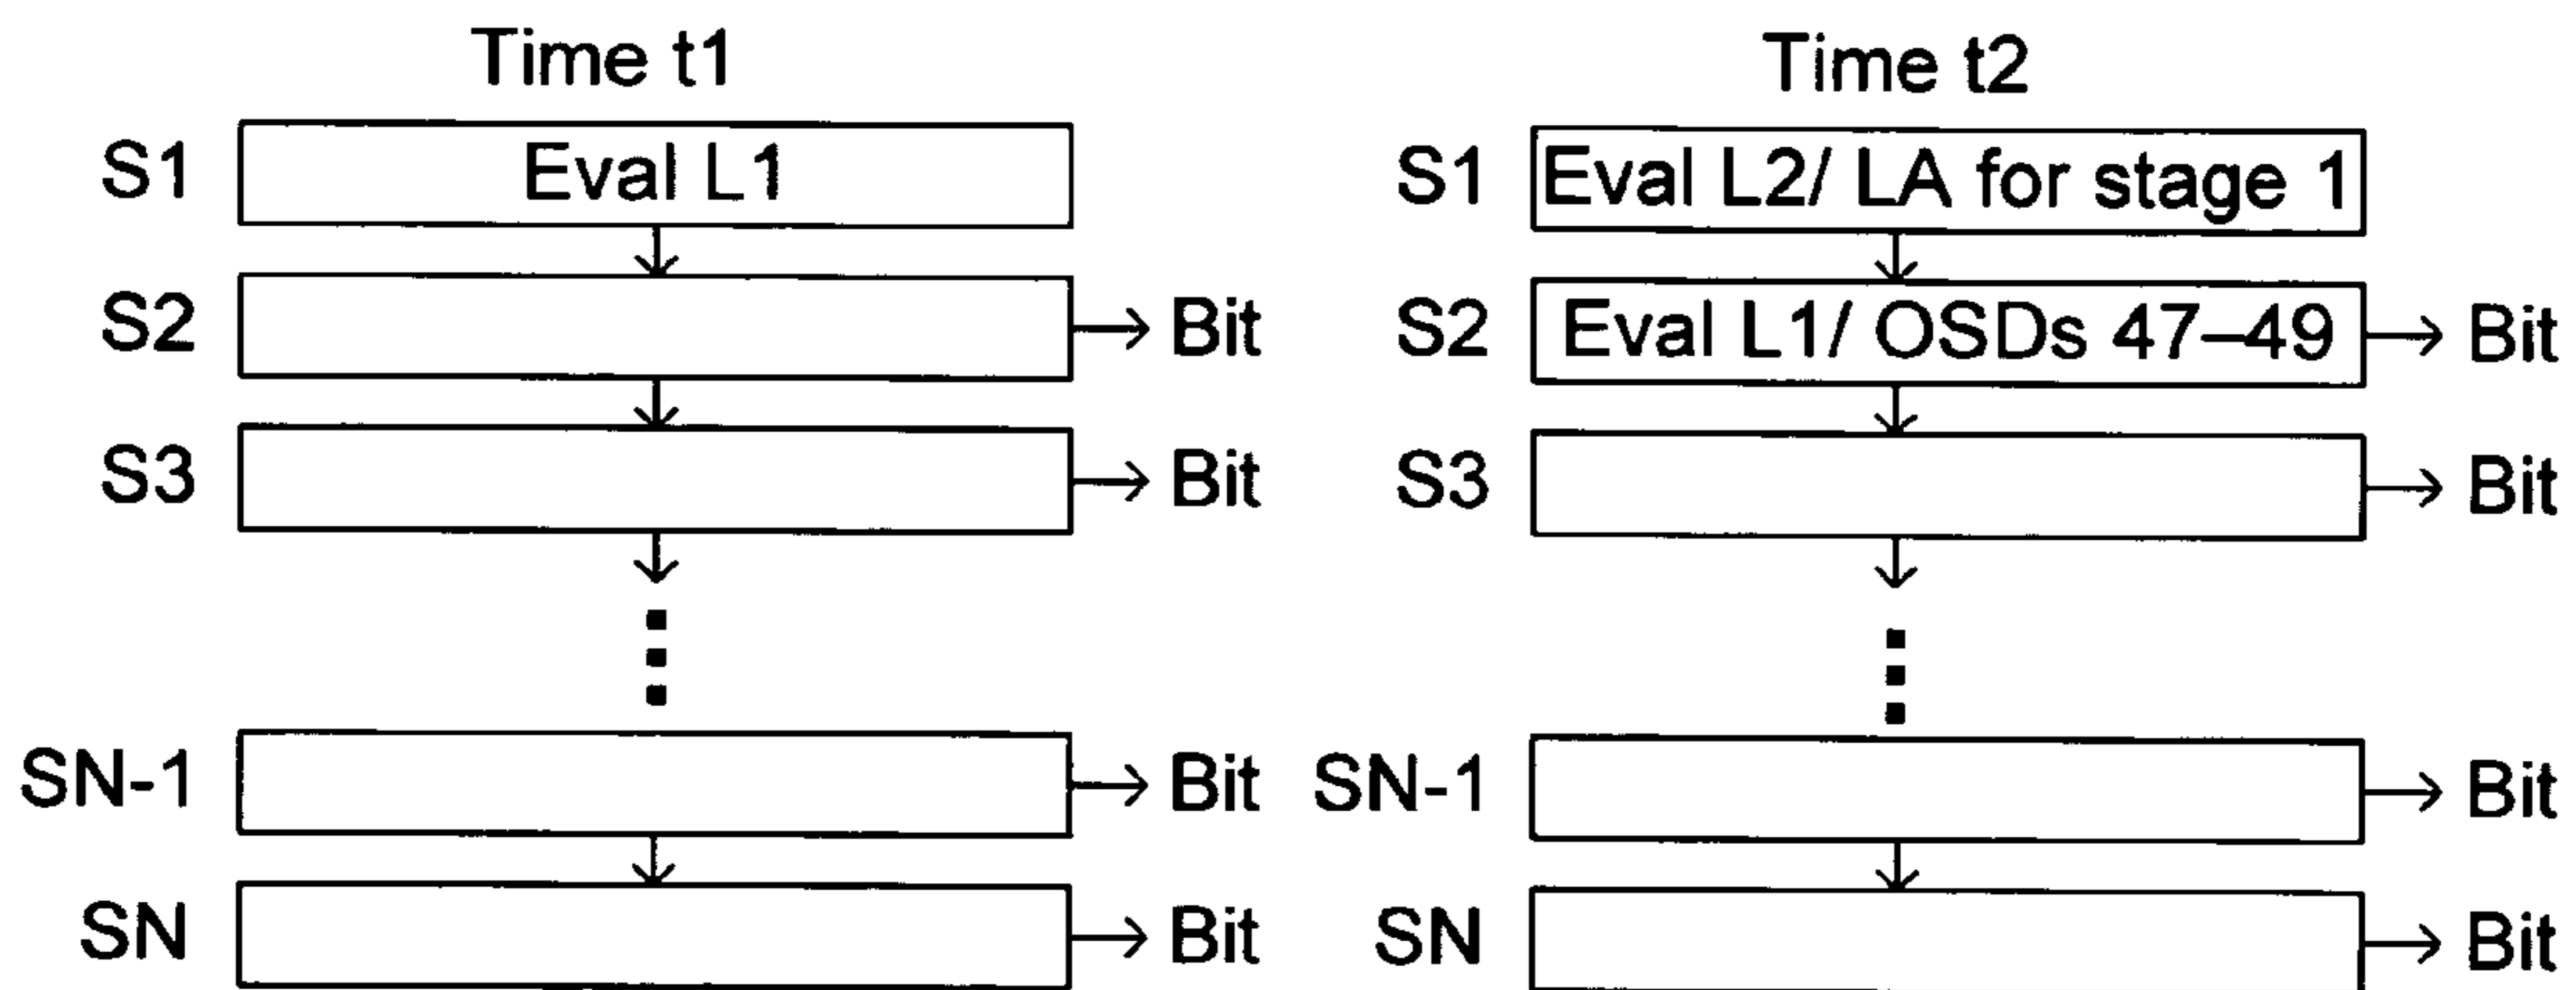 Time t1
S1 Eval L1
S2 Bit
S3 Bit
SN-1 Bit
SN Bit
Time t2
S1 Eval L2/ LA for stage 1
S2 Eval L1/ OSDs 47–49 Bit
S3 Bit
SN-1 Bit
SN Bit